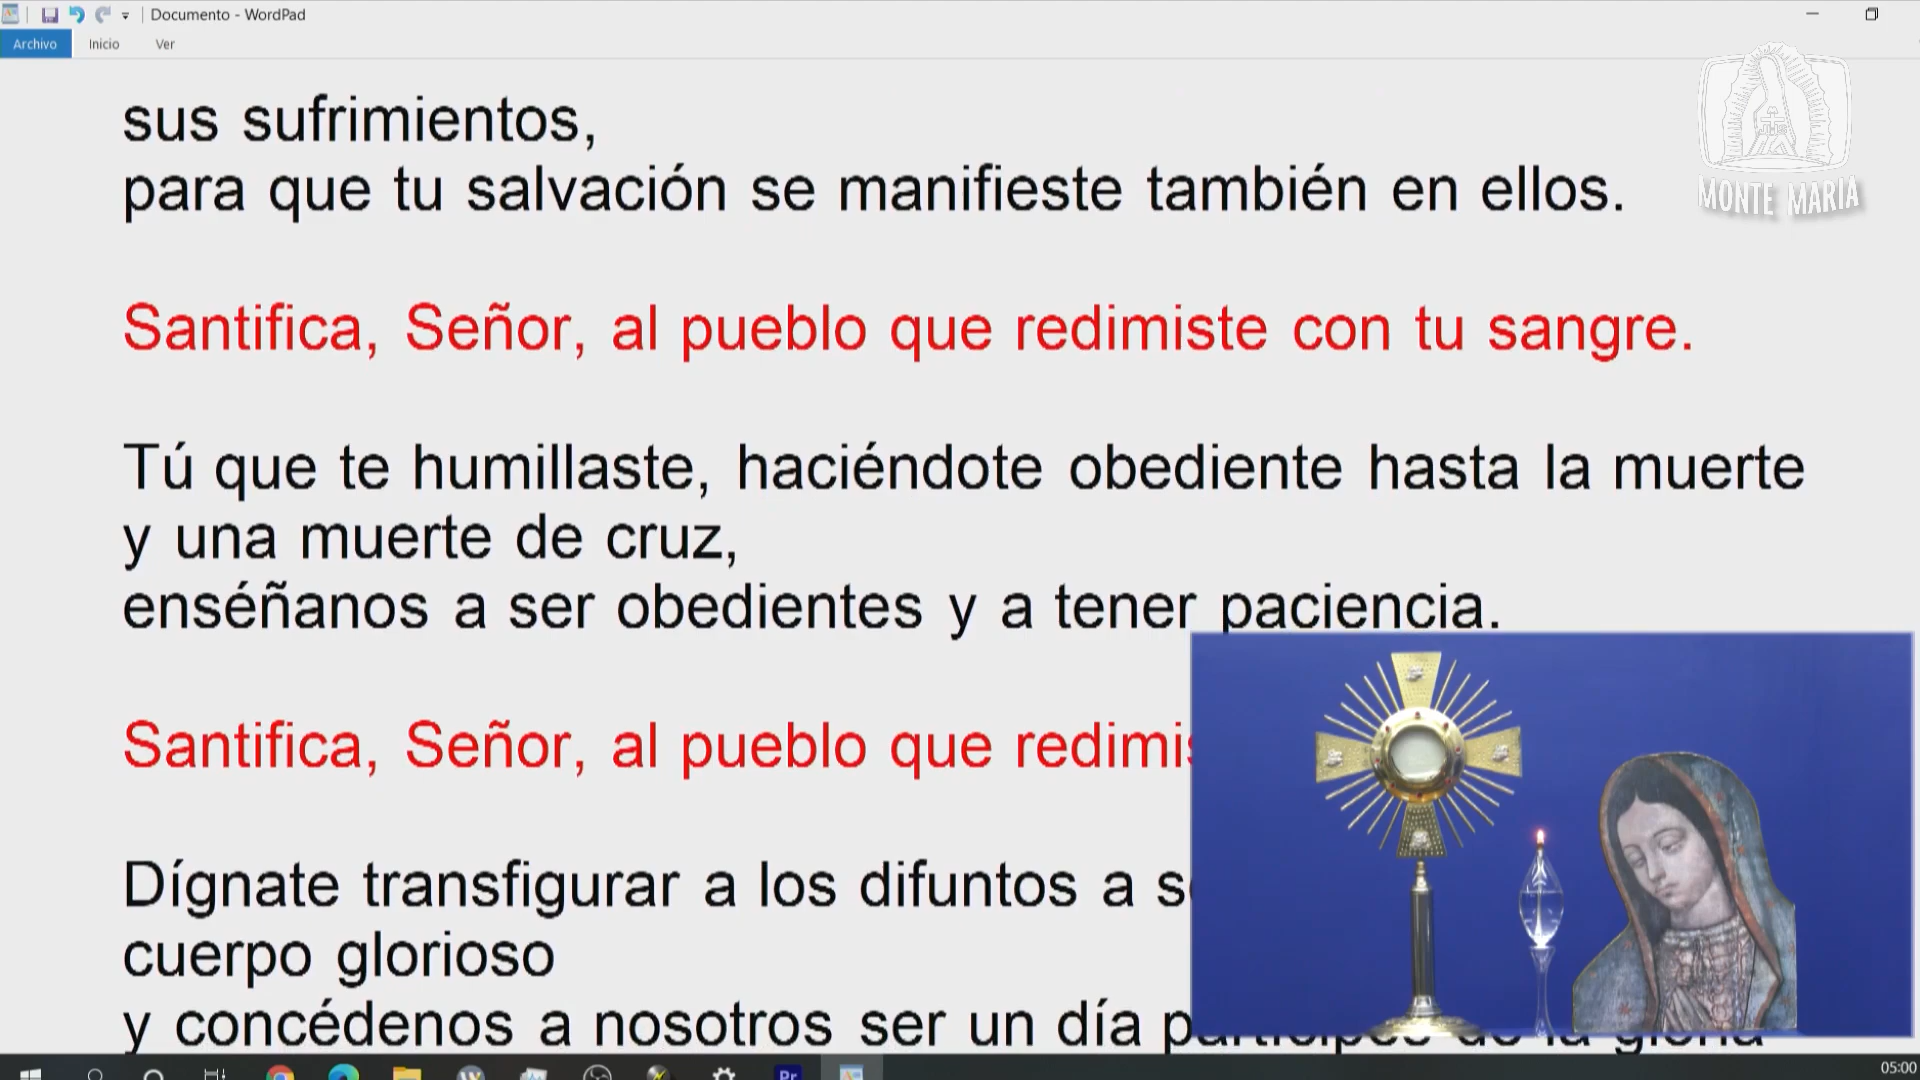 Documento - WordPad
Archivo Inicio Ver
sus sufrimientos,
para que tu salvación se manifieste también en ellos.
MONTE MARIA
Santifica, Señor, al pueblo que redimiste con tu sangre.
Tú que te humillaste, haciéndote obediente hasta la muerte
y una muerte de cruz,
enséñanos a ser obedientes y a tener paciencia.
Santifica, Señor, al pueblo que
Dígnate transfigurar a los difuntos a
cuerpo glorioso
y concédenos a nosotros ser un día
Pr
05:00